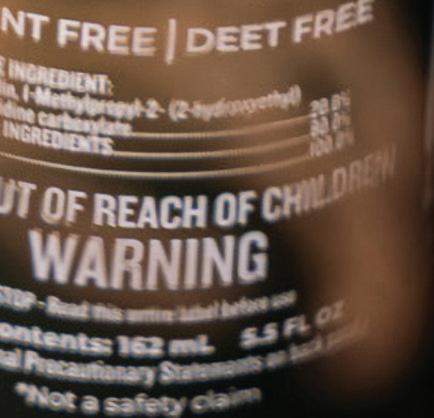 NT FREE | DEET FREE
INGREDIENT:
in, 1-Methylpropyl-2- (2-hydroxyethyl) 20.0%
idine carboxylate 80.0%
INGREDIENTS 100.0%
UT OF REACH OF CHILDREN
WARNING
STOP - Read this entire label before use
ontents: 162 mL 5.5 FL OZ
al Precautionary Statements on back
*Not a safety claim